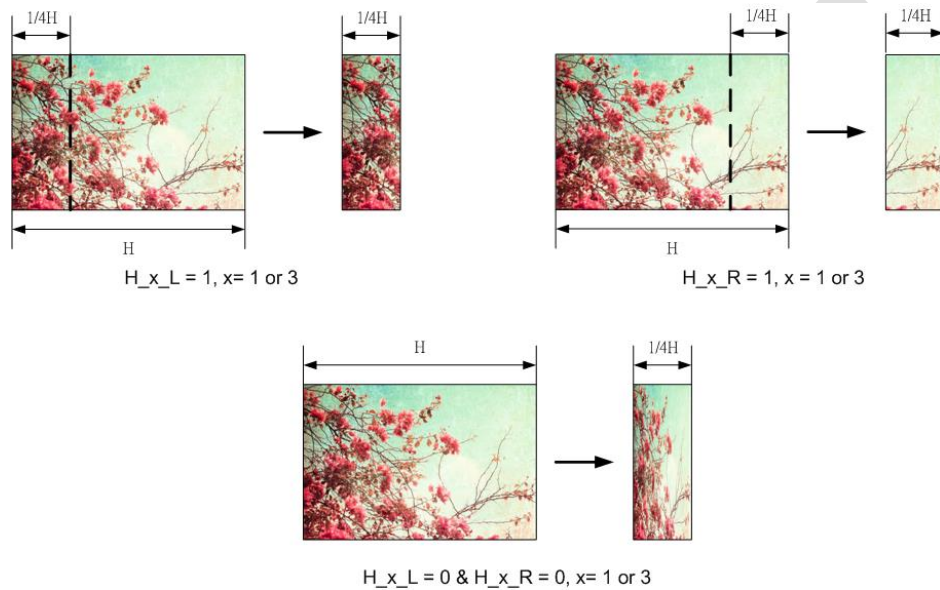 1/4H
1/4H
1/4H
1/4H
H
H
H_x_L = 1, x= 1 or 3
H_x_R = 1, x = 1 or 3
H
1/4H
H_x_L = 0 & H_x_R = 0, x= 1 or 3